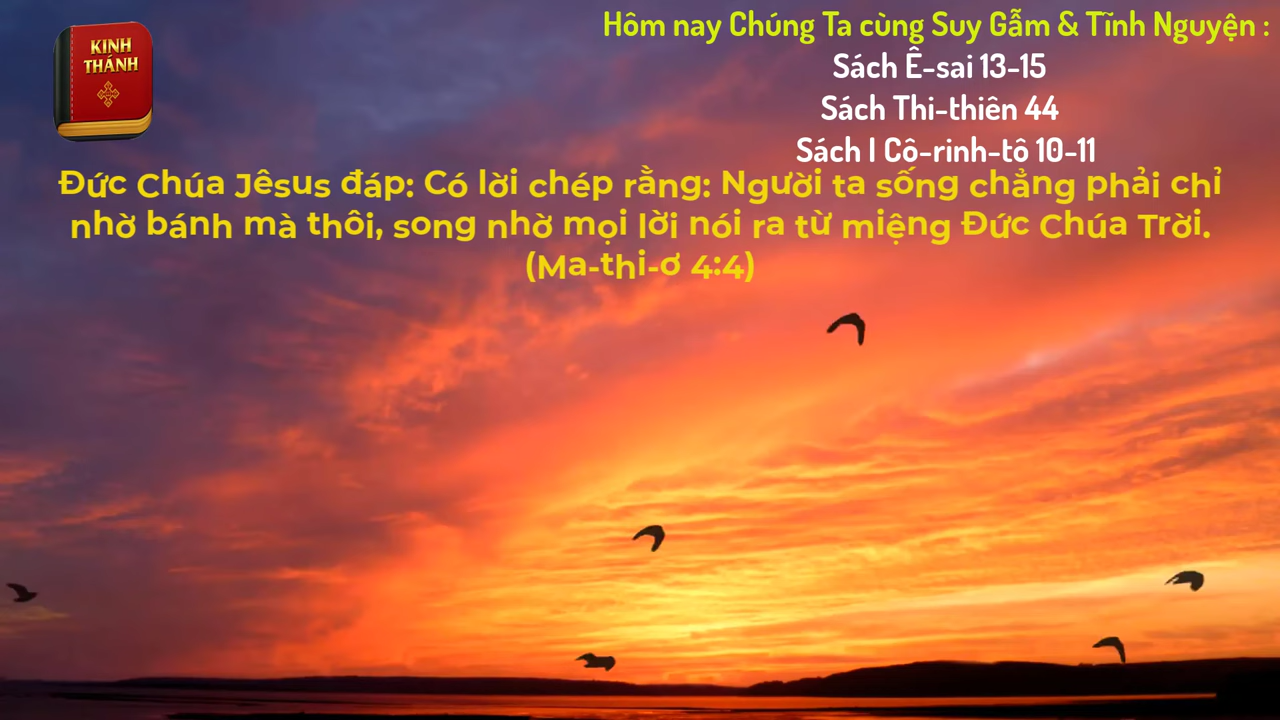 KINH
THÁNH
Hôm nay Chúng Ta cùng Suy Gẫm & Tĩnh Nguyện :
Sách Ê-sai 13-15
Sách Thi-thiên 44
Sách I Cô-rinh-tô 10-11
Đức Chúa Jêsus đáp: Có lời chép rằng: Người ta sống chẳng phải chỉ
nhờ bánh mà thôi, song nhờ mọi lời nói ra từ miệng Đức Chúa Trời.
(Ma-thi-ơ 4:4)